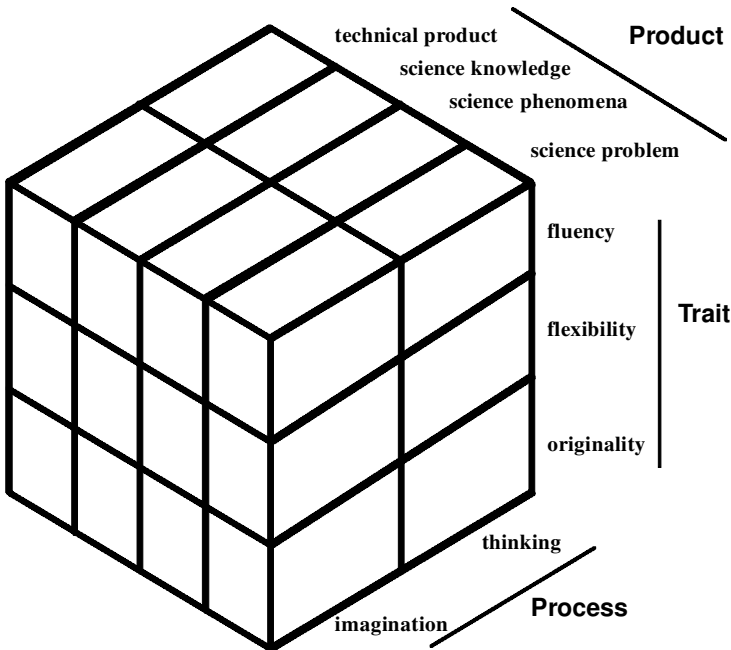 technical product
Product
science knowledge
science phenomena
science problem
fluency
Trait
flexibility
originality
thinking
Process
imagination